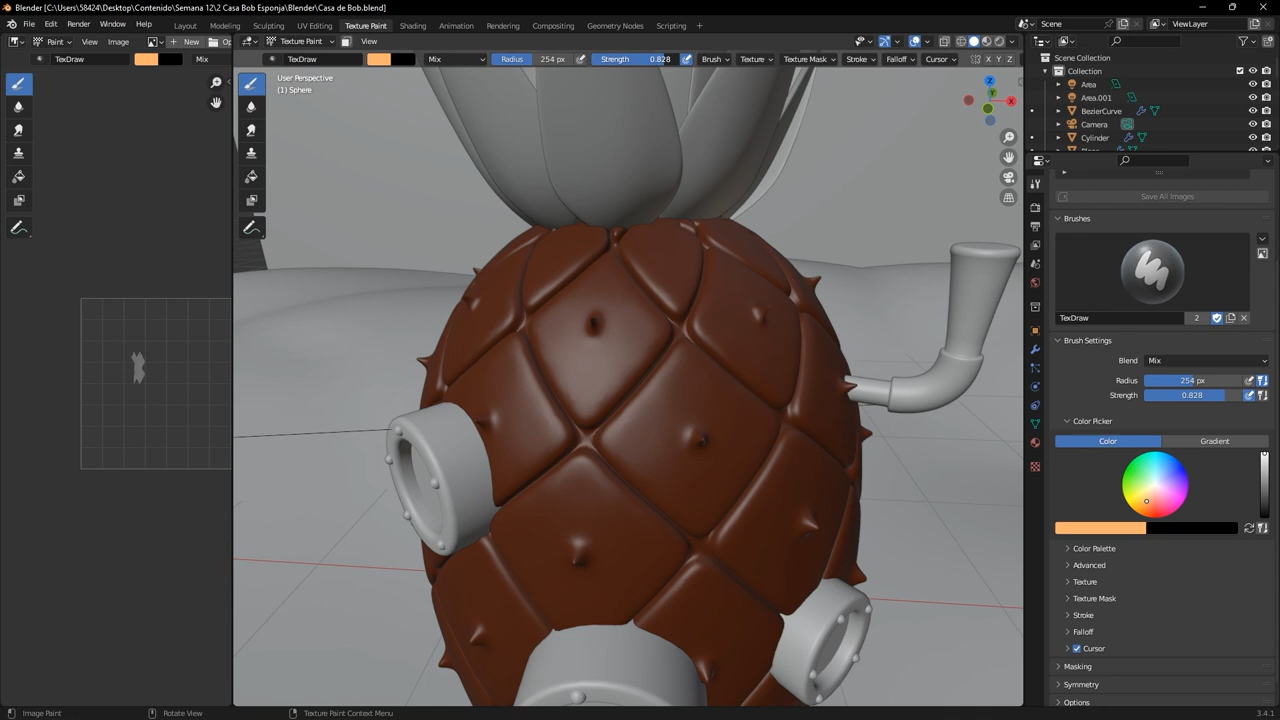 Blender [C:\Users\58424\Desktop\Contenido\Semana 12\2 Casa Bob Esponja\Blender\Casa de Bob.blend]
File Edit Render Window Help Layout Modeling Sculpting UV Editing Texture Paint Shading Animation Rendering Compositing Geometry Nodes Scripting + Scene ViewLayer
Paint View Image New Texture Paint View
TexDraw Mix TexDraw Mix Radius 254 px Strength 0.828 Brush Texture Texture Mask Stroke Falloff Cursor X Y Z
User Perspective
(1) Sphere
Z
Y
X
Scene Collection
Collection
Area
Area.001
BezierCurve
Camera
Cylinder
Save All Images
Brushes
TexDraw 2
Brush Settings
Blend Mix
Radius 254 px
Strength 0.828
Color Picker
Color Gradient
Color Palette
Advanced
Texture
Texture Mask
Stroke
Falloff
Cursor
Masking
Symmetry
Options
Image Paint Rotate View Texture Paint Context Menu 3.4.1